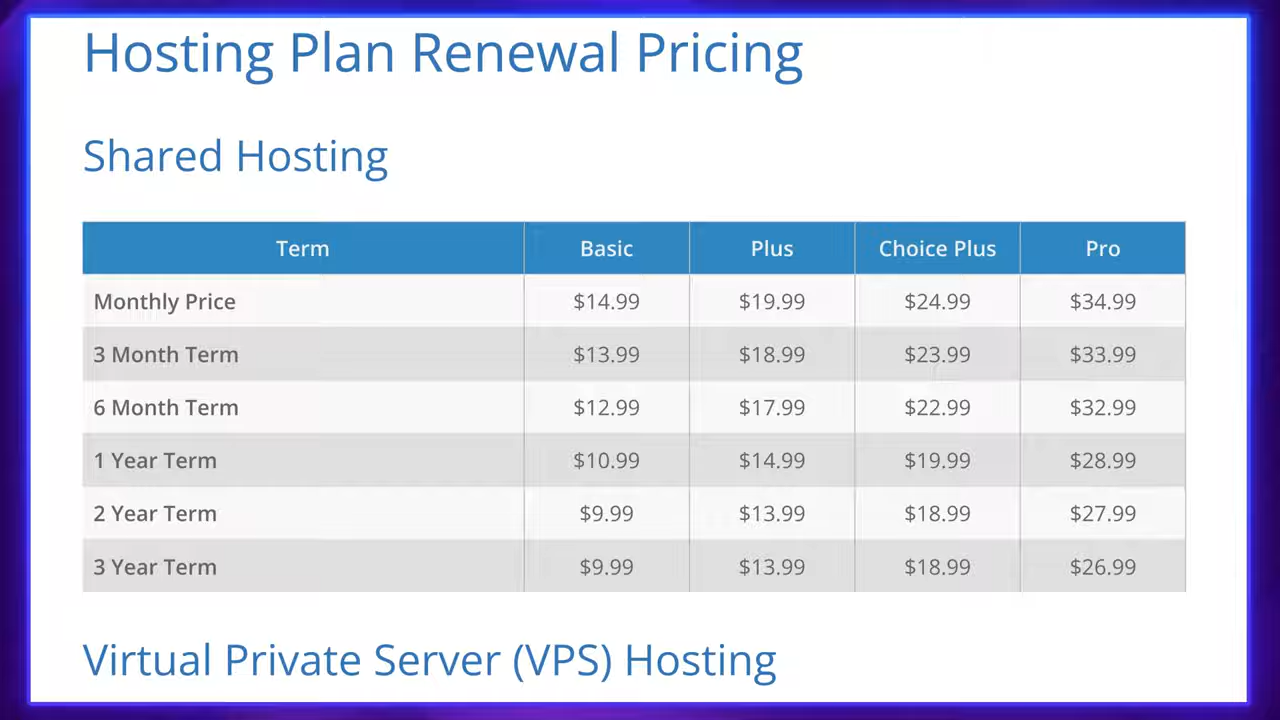 Hosting Plan Renewal Pricing
Shared Hosting
Term Basic Plus Choice Plus Pro
Monthly Price $14.99 $19.99 $24.99 $34.99
3 Month Term $13.99 $18.99 $23.99 $33.99
6 Month Term $12.99 $17.99 $22.99 $32.99
1 Year Term $10.99 $14.99 $19.99 $28.99
2 Year Term $9.99 $13.99 $18.99 $27.99
3 Year Term $9.99 $13.99 $18.99 $26.99
Virtual Private Server (VPS) Hosting